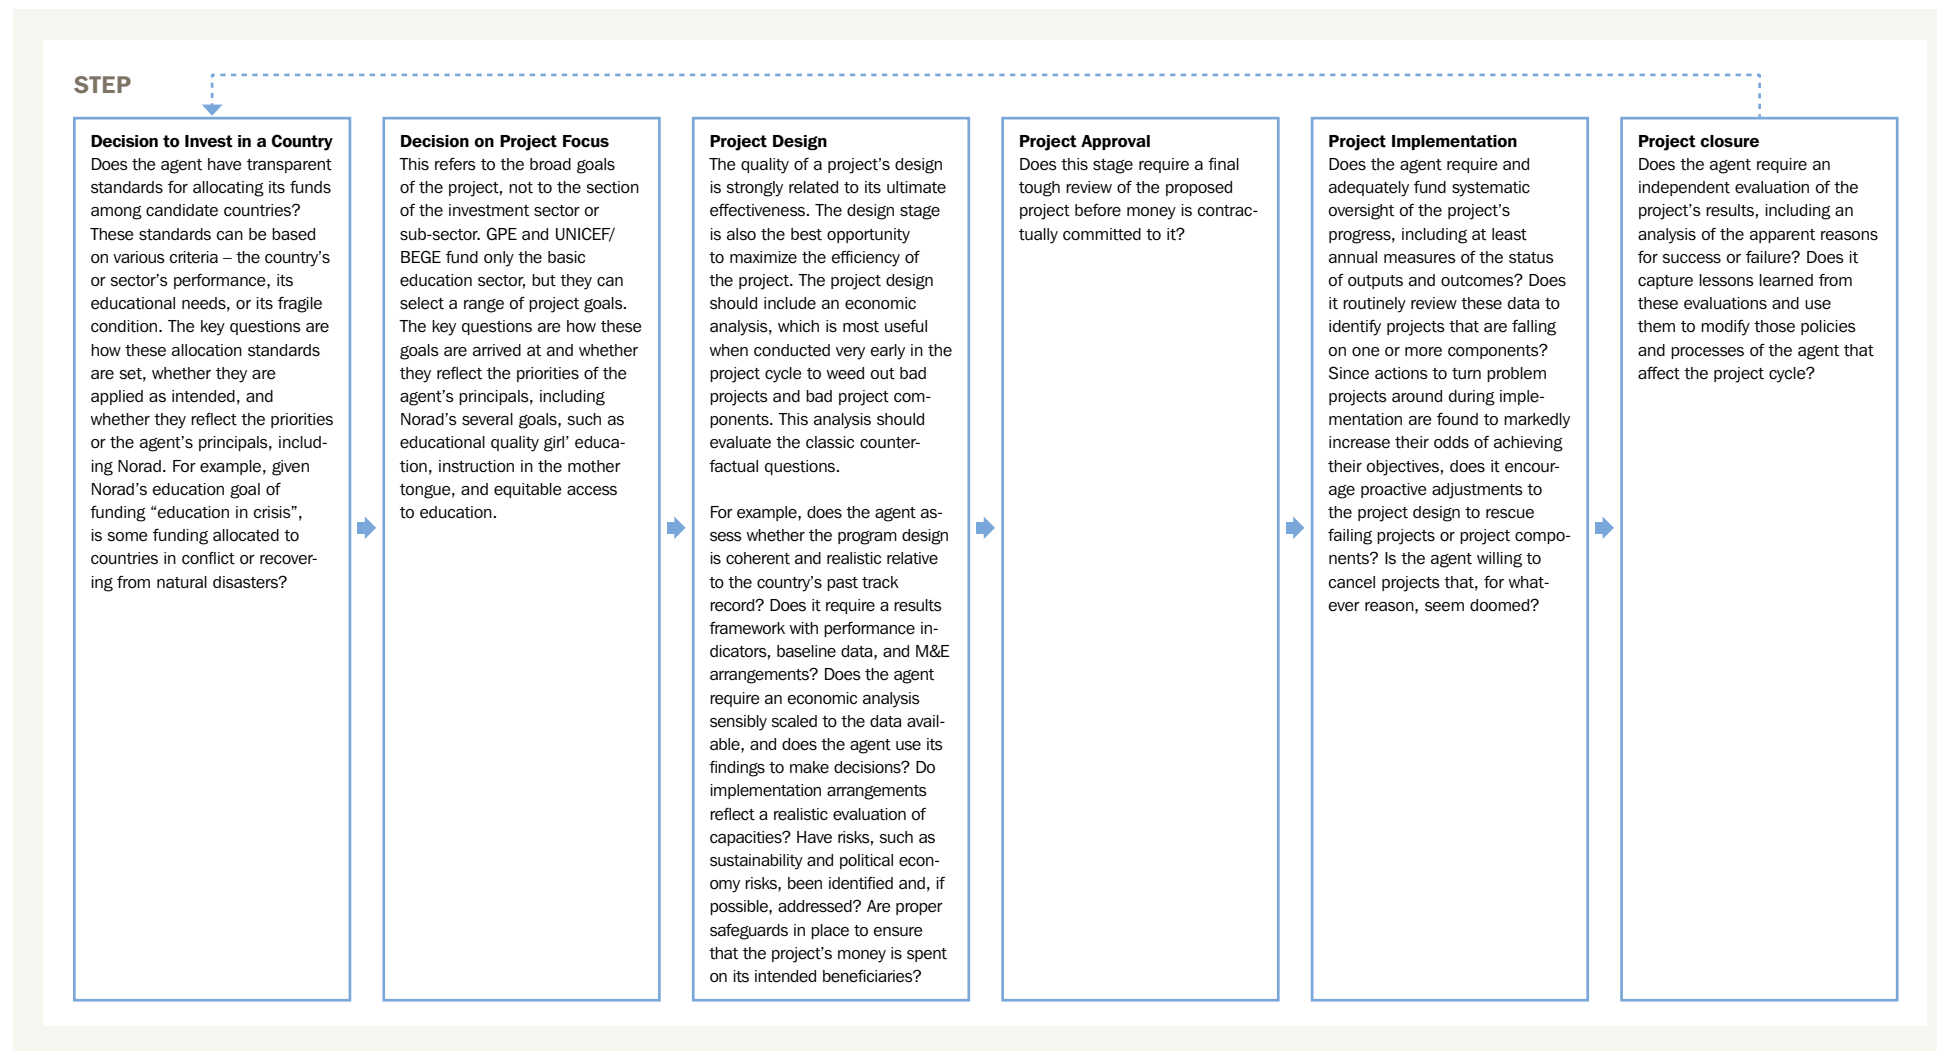 STEP
Decision to Invest in a Country
Does the agent have transparent
standards for allocating its funds
among candidate countries?
These standards can be based
on various criteria – the country's
or sector's performance, its
educational needs, or its fragile
condition. The key questions are
how these allocation standards
are set, whether they are
applied as intended, and
whether they reflect the priorities
or the agent's principals, includ-
ing Norad. For example, given
Norad's education goal of
funding “education in crisis”,
is some funding allocated to
countries in conflict or recover-
ing from natural disasters?
Decision on Project Focus
This refers to the broad goals
of the project, not to the section
of the investment sector or
sub-sector. GPE and UNICEF/
BEGE fund only the basic
education sector, but they can
select a range of project goals.
The key questions are how these
goals are arrived at and whether
they reflect the priorities of the
agent's principals, including
Norad's several goals, such as
educational quality girl' educa-
tion, instruction in the mother
tongue, and equitable access
to education.
Project Design
The quality of a project's design
is strongly related to its ultimate
effectiveness. The design stage
is also the best opportunity
to maximize the efficiency of
the project. The project design
should include an economic
analysis, which is most useful
when conducted very early in the
project cycle to weed out bad
projects and bad project com-
ponents. This analysis should
evaluate the classic counter-
factual questions.
For example, does the agent as-
sess whether the program design
is coherent and realistic relative
to the country's past track
record? Does it require a results
framework with performance in-
dicators, baseline data, and M&E
arrangements? Does the agent
require an economic analysis
sensibly scaled to the data avail-
able, and does the agent use its
findings to make decisions? Do
implementation arrangements
reflect a realistic evaluation of
capacities? Have risks, such as
sustainability and political econ-
omy risks, been identified and, if
possible, addressed? Are proper
safeguards in place to ensure
that the project's money is spent
on its intended beneficiaries?
Project Approval
Does this stage require a final
tough review of the proposed
project before money is contrac-
tually committed to it?
Project Implementation
Does the agent require and
adequately fund systematic
oversight of the project's
progress, including at least
annual measures of the status
of outputs and outcomes? Does
it routinely review these data to
identify projects that are falling
on one or more components?
Since actions to turn problem
projects around during imple-
mentation are found to markedly
increase their odds of achieving
their objectives, does it encour-
age proactive adjustments to
the project design to rescue
failing projects or project compo-
nents? Is the agent willing to
cancel projects that, for what-
ever reason, seem doomed?
Project closure
Does the agent require an
independent evaluation of the
project's results, including an
analysis of the apparent reasons
for success or failure? Does it
capture lessons learned from
these evaluations and use
them to modify those policies
and processes of the agent that
affect the project cycle?